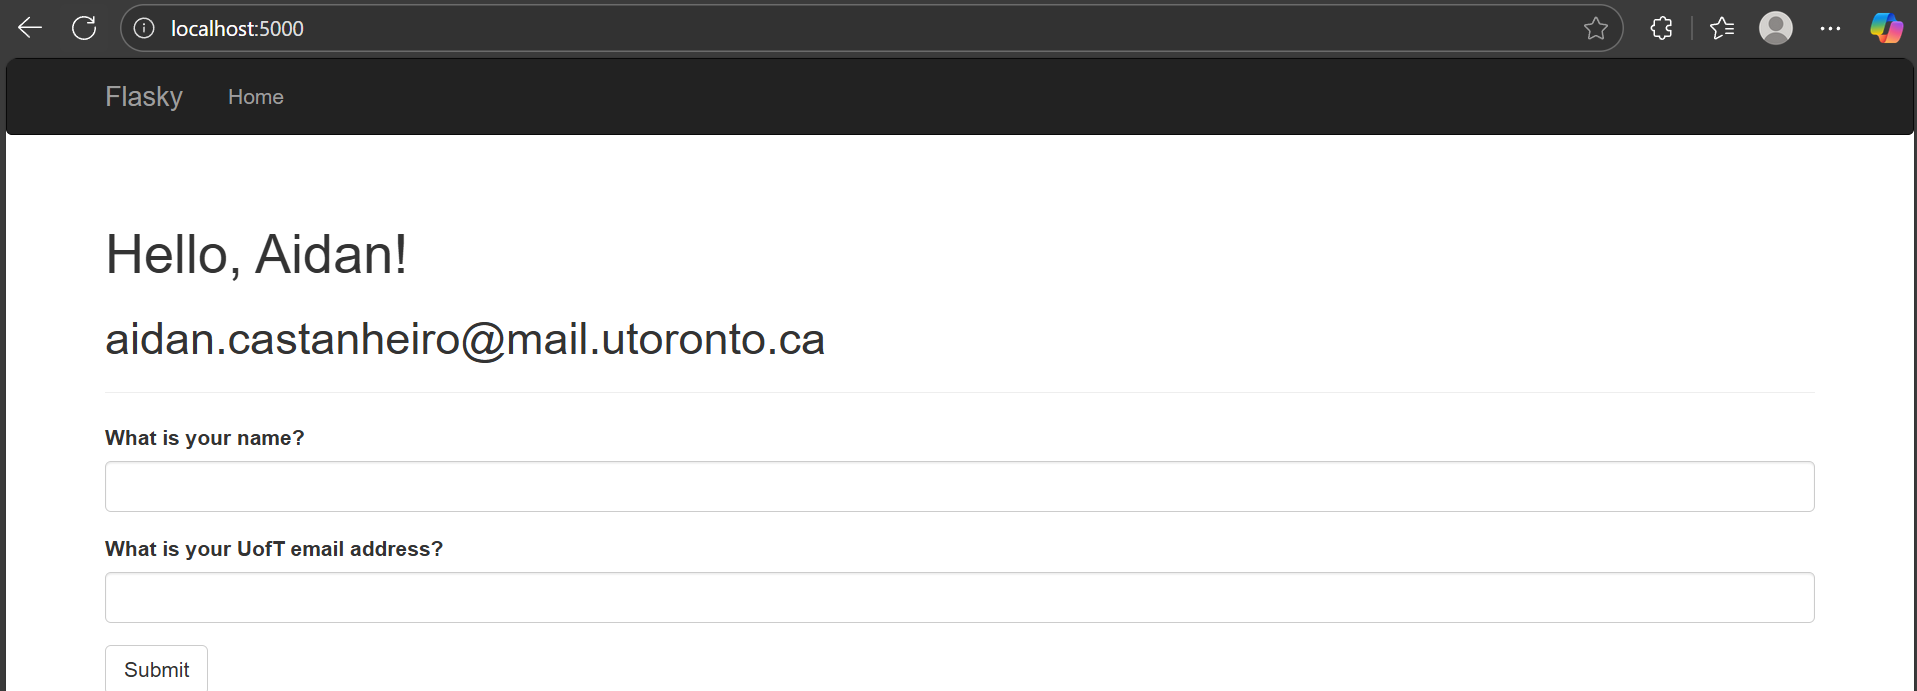 localhost:5000
Flasky Home
Hello, Aidan!
aidan.castanheiro@mail.utoronto.ca
What is your name?
What is your UofT email address?
Submit